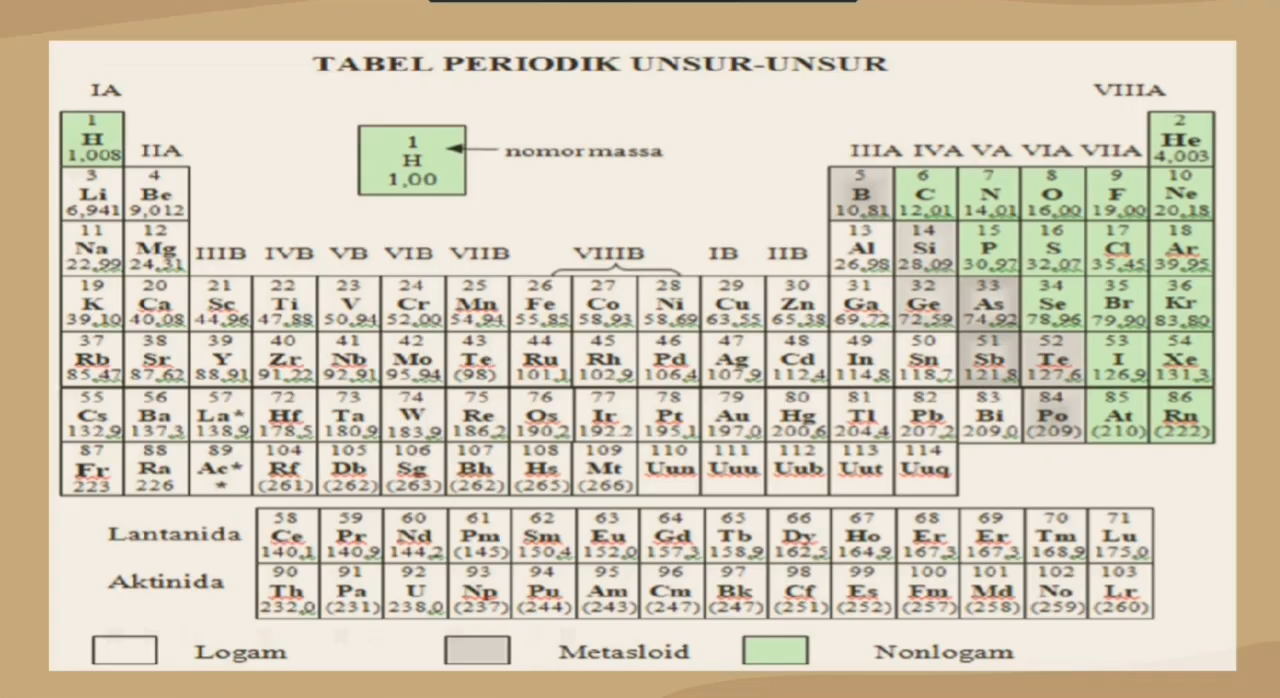 TABEL PERIODIK UNSUR-UNSUR
IA VIIIA
1 2
H He
1,008 4,003
IIA IIIA IVA VA VIA VIIA
1
H
1,00
nomor massa
3 4 5 6 7 8 9 10
Li Be B C N O F Ne
6,941 9,012 10,81 12,01 14,01 16,00 19,00 20,18
11 12 13 14 15 16 17 18
Na Mg Al Si P S Cl Ar
22,99 24,31 26,98 28,09 30,97 32,07 35,45 39,95
IIIB IVB VB VIB VIIB VIIIB IB IIB
19 20 21 22 23 24 25 26 27 28 29 30 31 32 33 34 35 36
K Ca Sc Ti V Cr Mn Fe Co Ni Cu Zn Ga Ge As Se Br Kr
39,10 40,08 44,96 47,88 50,94 52,00 54,94 55,85 58,93 58,69 63,55 65,38 69,72 72,59 74,92 78,96 79,90 83,80
37 38 39 40 41 42 43 44 45 46 47 48 49 50 51 52 53 54
Rb Sr Y Zr Nb Mo Te Ru Rh Pd Ag Cd In Sn Sb Te I Xe
85,47 87,62 88,91 91,22 92,91 95,94 (98) 101,1 102,9 106,4 107,9 112,4 114,8 118,7 121,8 127,6 126,9 131,3
55 56 57 72 73 74 75 76 77 78 79 80 81 82 83 84 85 86
Cs Ba La* Hf Ta W Re Os Ir Pt Au Hg Tl Pb Bi Po At Rn
132,9 137,3 138,9 178,5 180,9 183,9 186,2 190,2 192.2 195,1 197,0 200,6 204,4 207,2 209,0 (209) (210) (222)
87 88 89 104 105 106 107 108 109 110 111 112 113 114
Fr Ra Ac* Rf Db Sg Bh Hs Mt Uun Uuu Uub Uut Uuq
223 226 * (261) (262) (263) (262) (265) (266)
Lantanida
58 59 60 61 62 63 64 65 66 67 68 69 70 71
Ce Pr Nd Pm Sm Eu Gd Tb Dy Ho Er Er Tm Lu
140,1 140,9 144,2 (145) 150,4 152,0 157,3 158,9 162,5 164,9 167,3 167,3 168,9 175,0
Aktinida
90 91 92 93 94 95 96 97 98 99 100 101 102 103
Th Pa U Np Pu Am Cm Bk Cf Es Fm Md No Lr
232,0 (231) 238,0 (237) (244) (243) (247) (247) (251) (252) (257) (258) (259) (260)
Logam Metasloid Nonlogam